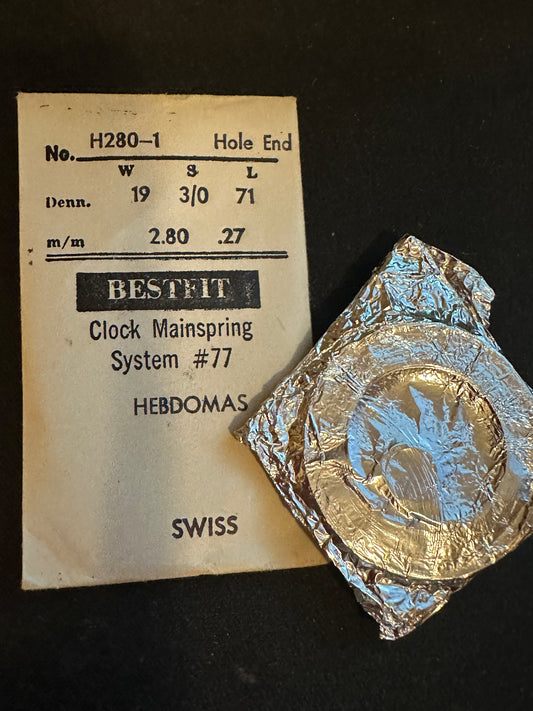 No. H280-1 Hole End
W S L
Denn. 19 3/0 71
m/m 2.80 .27
BESTFIT
Clock Mainspring
System #77
HEBDOMAS
SWISS